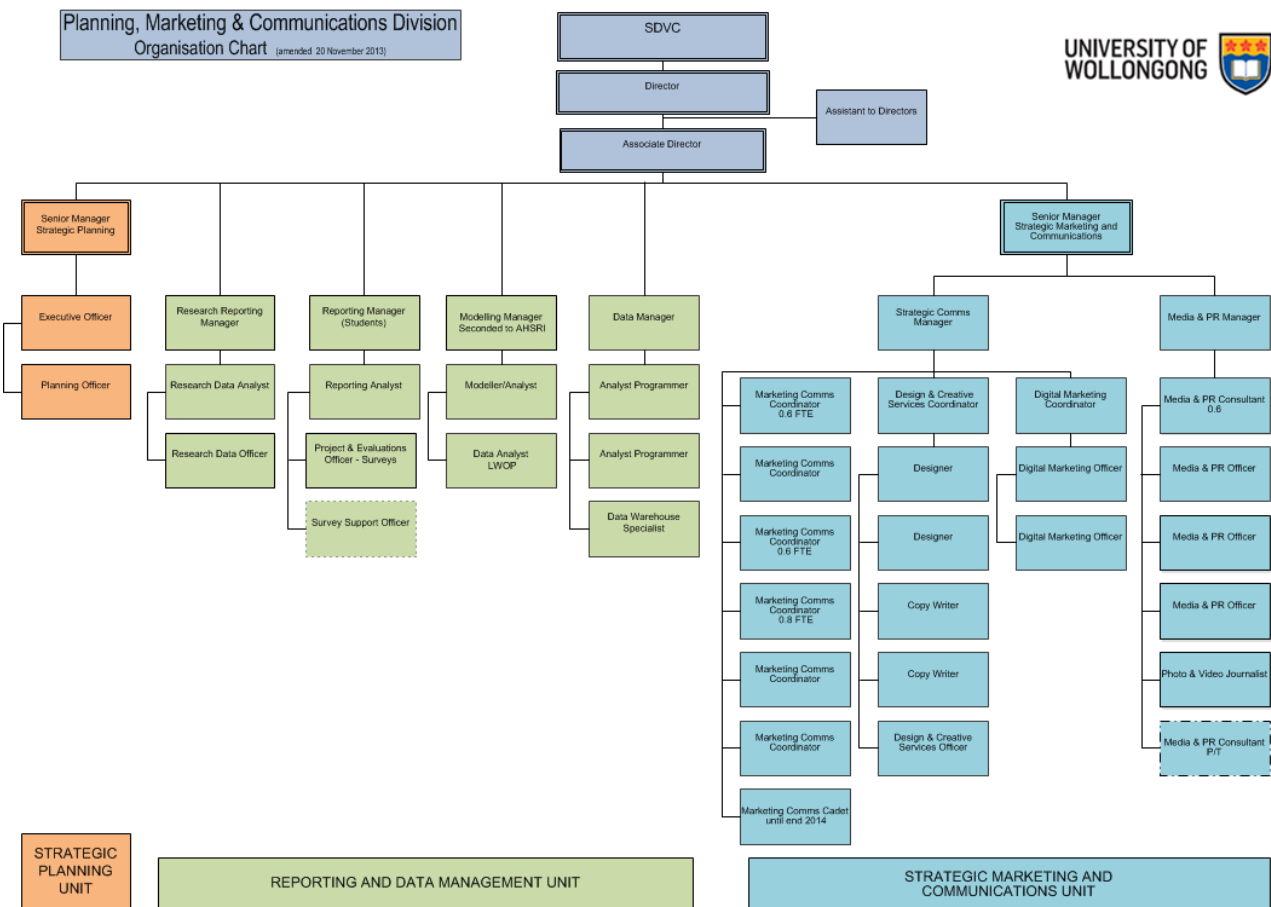 Planning, Marketing & Communications Division
Organisation Chart (amended 20 November 2013)
SDVC
UNIVERSITY OF
WOLLONGONG
Director
Assistant to Directors
Associate Director
Senior Manager
Strategic Planning
Senior Manager
Strategic Marketing and
Communications
Executive Officer
Research Reporting
Manager
Reporting Manager
(Students)
Modelling Manager
Seconded to AHSRI
Data Manager
Strategic Comms
Manager
Media & PR Manager
Planning Officer
Research Data Analyst
Reporting Analyst
Modeller/Analyst
Analyst Programmer
Marketing Comms
Coordinator
0.6 FTE
Design & Creative
Services Coordinator
Digital Marketing
Coordinator
Media & PR Consultant
0.6
Research Data Officer
Project & Evaluations
Officer - Surveys
Data Analyst
LWOP
Analyst Programmer
Marketing Comms
Coordinator
Designer
Digital Marketing Officer
Media & PR Officer
Survey Support Officer
Data Warehouse
Specialist
Marketing Comms
Coordinator
0.6 FTE
Designer
Digital Marketing Officer
Media & PR Officer
Marketing Comms
Coordinator
0.8 FTE
Copy Writer
Media & PR Officer
Marketing Comms
Coordinator
Copy Writer
Photo & Video Journalist
Marketing Comms
Coordinator
Design & Creative
Services Officer
Media & PR Consultant
P/T
Marketing Comms Cadet
until end 2014
STRATEGIC
PLANNING
UNIT
REPORTING AND DATA MANAGEMENT UNIT
STRATEGIC MARKETING AND
COMMUNICATIONS UNIT